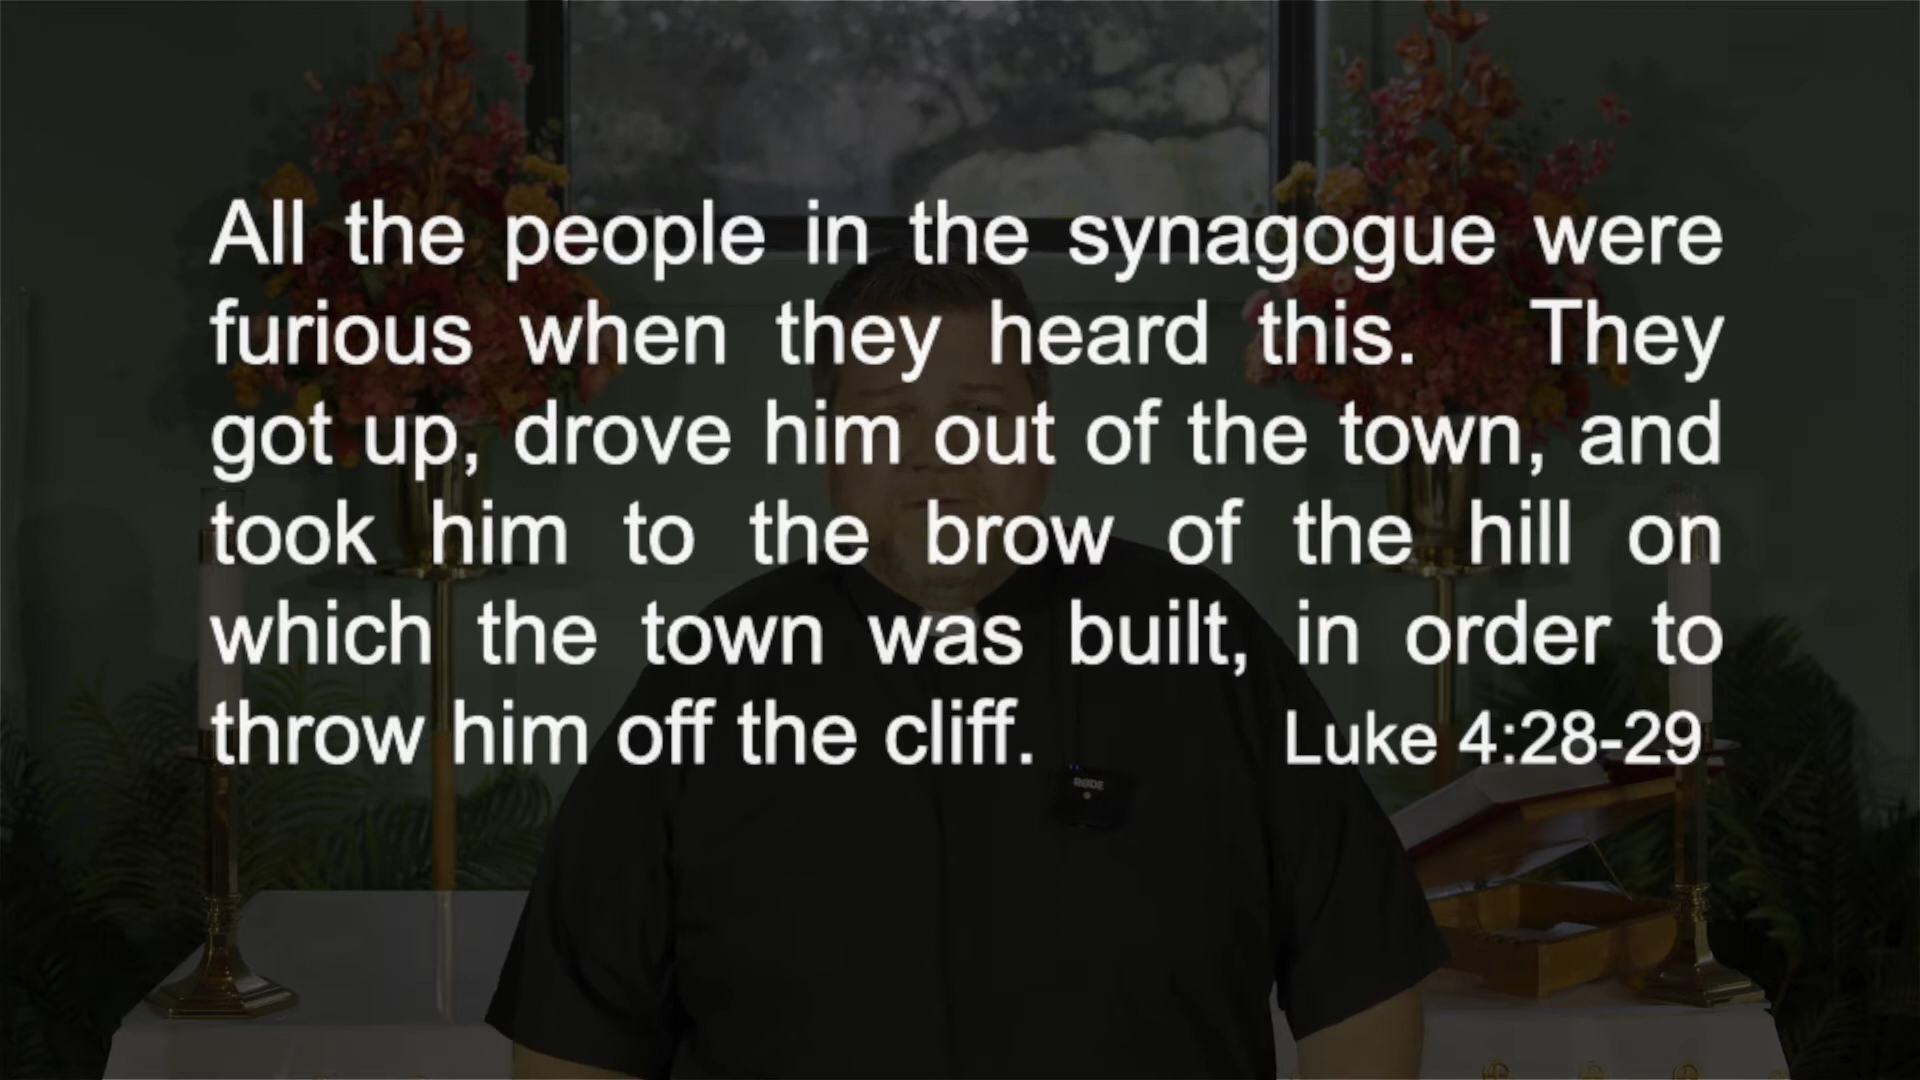 All the people in the synagogue were
furious when they heard this. They
got up, drove him out of the town, and
took him to the brow of the hill on
which the town was built, in order to
throw him off the cliff. Luke 4:28-29
RØDE